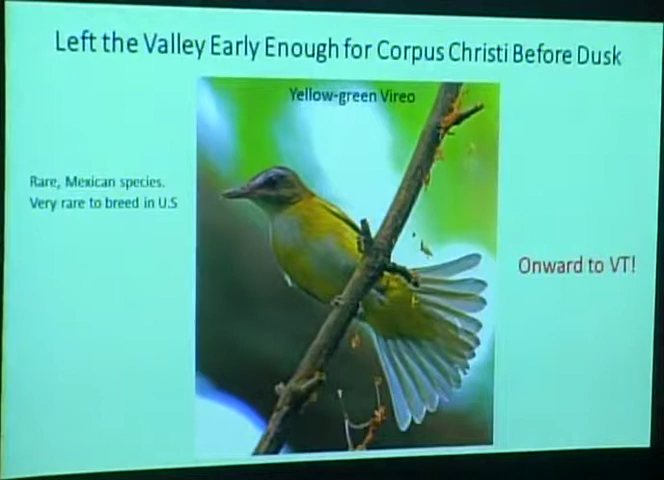 Left the Valley Early Enough for Corpus Christi Before Dusk
Yellow-green Vireo
Rare, Mexican species.
Very rare to breed in U.S
Onward to VT!